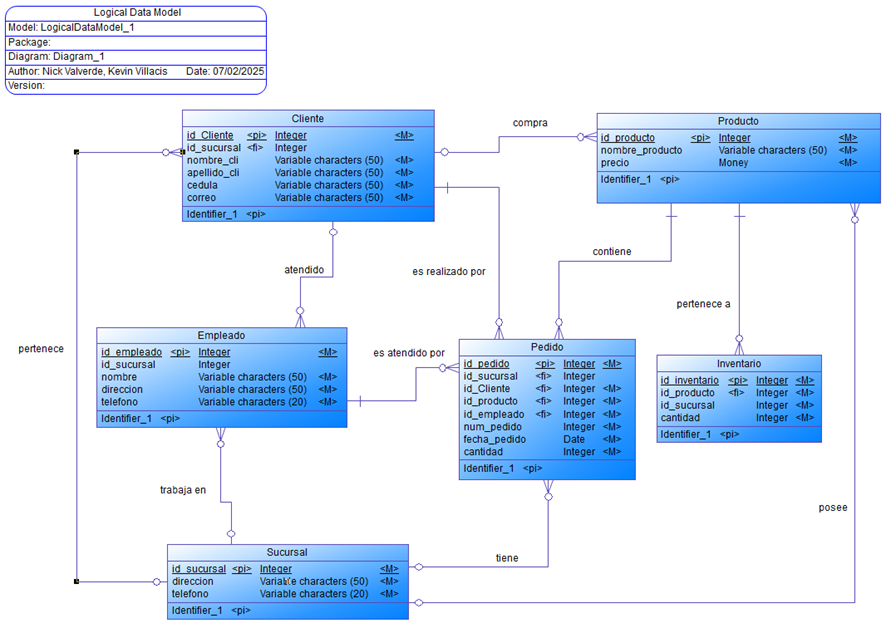 Logical Data Model
Model: LogicalDataModel_1
Package:
Diagram: Diagram_1
Author: Nick Valverde, Kevin Villacis Date: 07/02/2025
Version:
Cliente
id_Cliente <pi> Integer <M>
id_sucursal <fi> Integer
nombre_cli Variable characters (50) <M>
apellido_cli Variable characters (50) <M>
cedula Variable characters (50) <M>
correo Variable characters (50) <M>
Identifier_1 <pi>
compra
Producto
id_producto <pi> Integer <M>
nombre_producto Variable characters (50) <M>
precio Money <M>
Identifier_1 <pi>
atendido
es realizado por
contiene
pertenece a
pertenece
Empleado
id_empleado <pi> Integer <M>
id_sucursal Integer
nombre Variable characters (50) <M>
direccion Variable characters (50) <M>
telefono Variable characters (20) <M>
Identifier_1 <pi>
es atendido por
Pedido
id_pedido <pi> Integer <M>
id_sucursal <fi> Integer
id_Cliente <fi> Integer <M>
id_producto <fi> Integer <M>
id_empleado <fi> Integer <M>
num_pedido Integer <M>
fecha_pedido Date <M>
cantidad Integer <M>
Identifier_1 <pi>
Inventario
id_inventario <pi> Integer <M>
id_producto <fi> Integer <M>
id_sucursal Integer <M>
cantidad Integer <M>
Identifier_1 <pi>
trabaja en
posee
tiene
Sucursal
id_sucursal <pi> Integer <M>
direccion Variable characters (50) <M>
telefono Variable characters (20) <M>
Identifier_1 <pi>